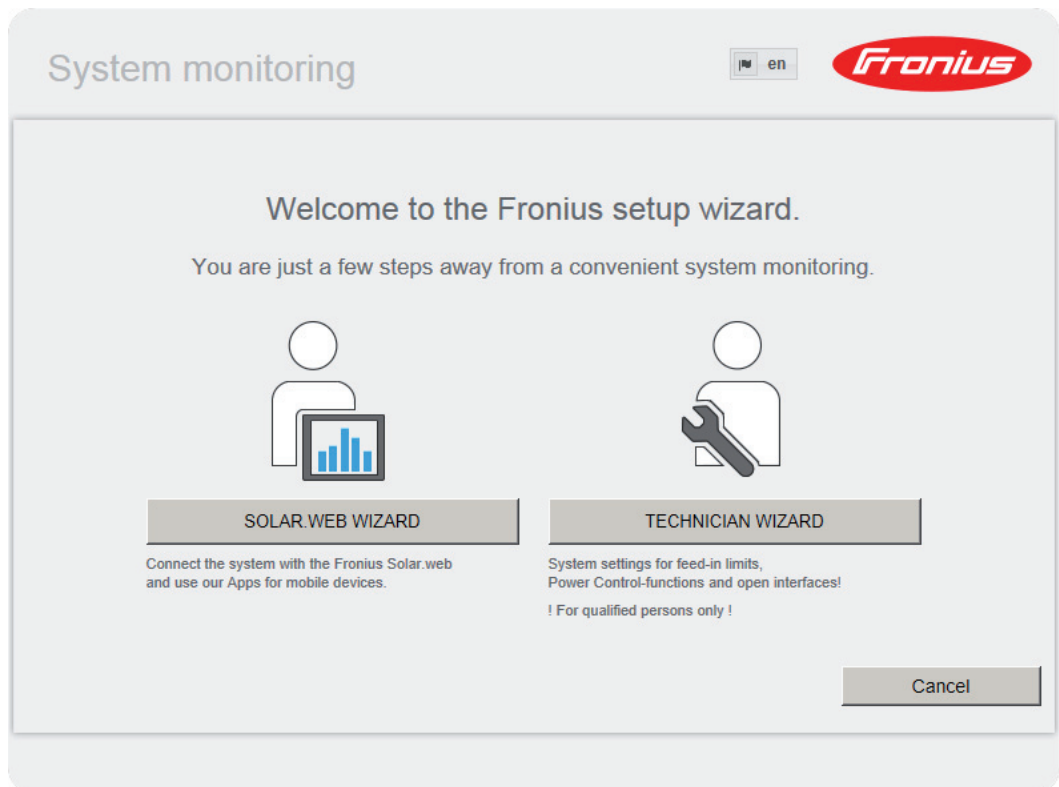 System monitoring
en
Fronius
Welcome to the Fronius setup wizard.
You are just a few steps away from a convenient system monitoring.
SOLAR.WEB WIZARD
Connect the system with the Fronius Solar.web
and use our Apps for mobile devices.
TECHNICIAN WIZARD
System settings for feed-in limits,
Power Control-functions and open interfaces!
! For qualified persons only !
Cancel